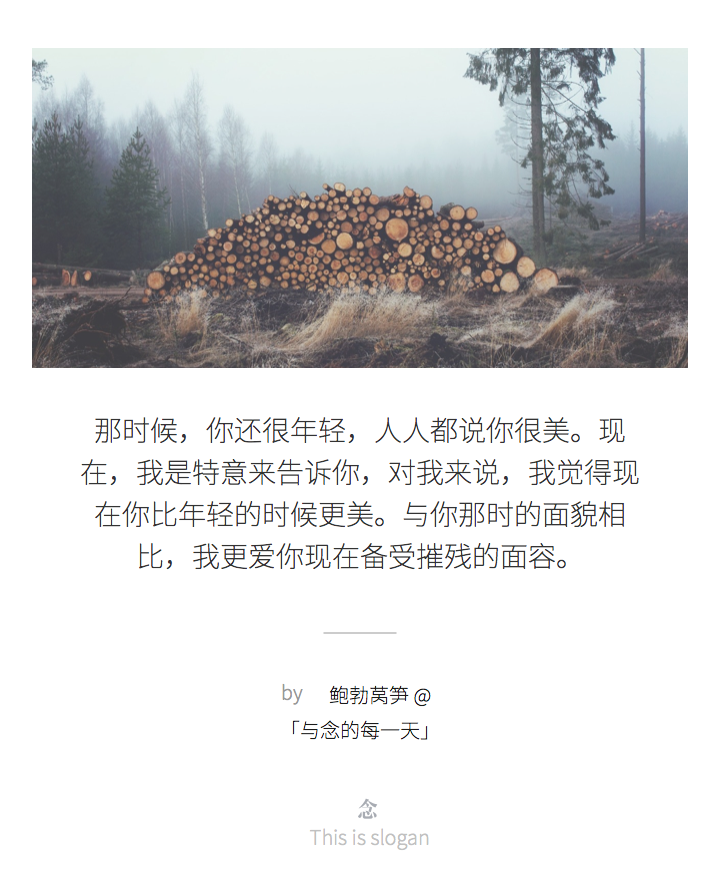 那时候，你还很年轻，人人都说你很美。现
在，我是特意来告诉你，对我来说，我觉得现
在你比年轻的时候更美。与你那时的面貌相
比，我更爱你现在备受摧残的面容。
by 鲍勃莴笋 @
「与念的每一天」
念
This is slogan